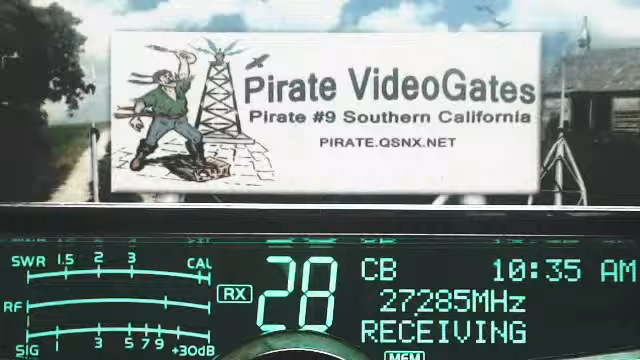 Pirate VideoGates
Pirate #9 Southern California
PIRATE.QSNX.NET
SWR 1.5 2 3 CAL
RF
SIG 1 3 5 7 9 +30dB
RX
28
CB 10:35 AM
27285MHz
RECEIVING
MEM